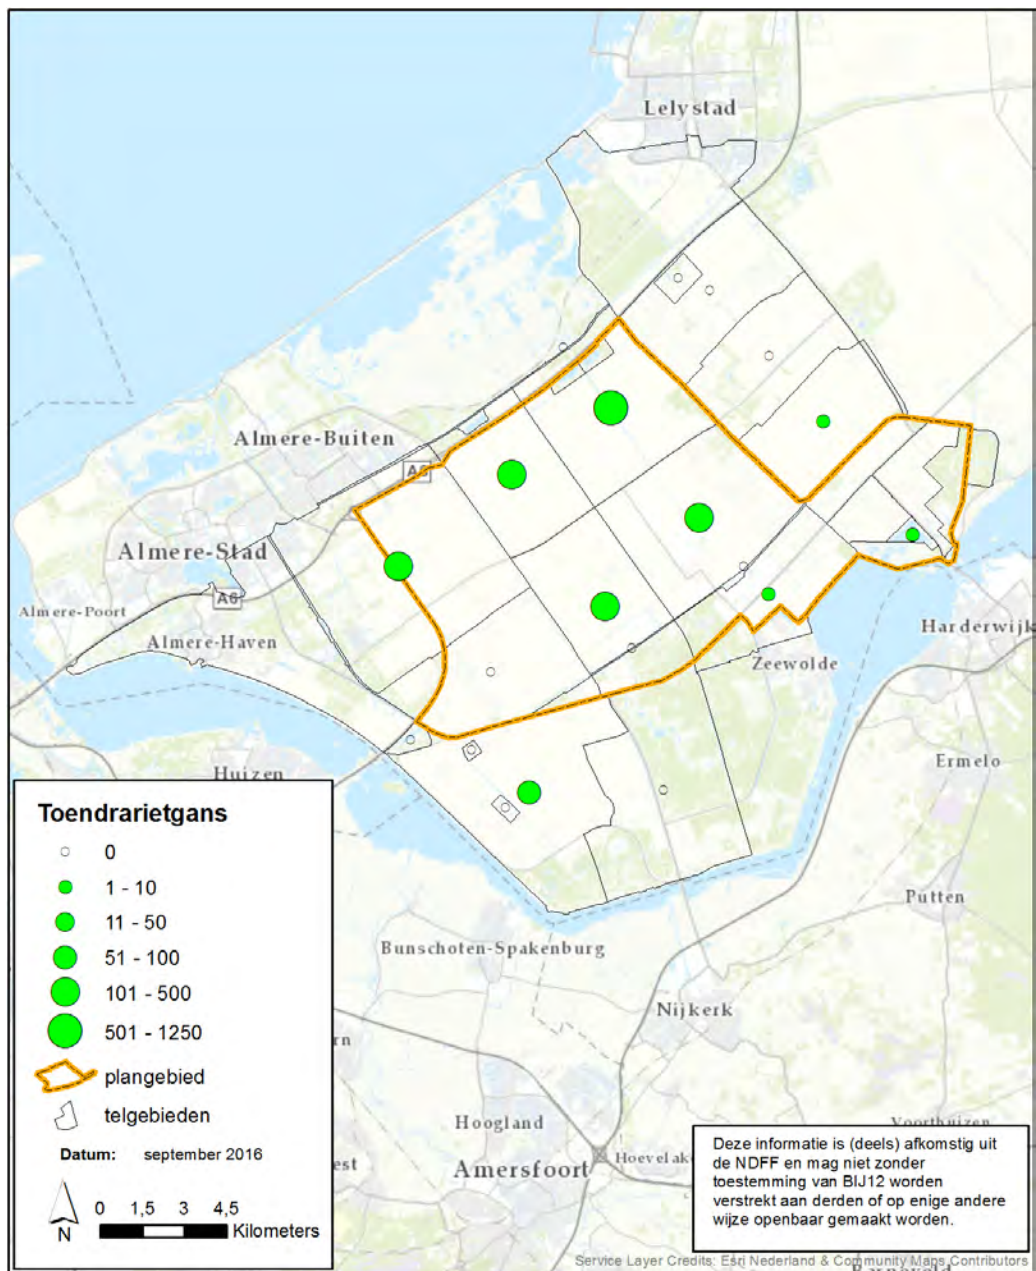 Lelystad
Almere-Buiten
A6
Almere-Stad
A6
Almere-Poort
Almere-Haven
Harderwijk
Zeewolde
Huizen
Ermelo
Putten
Bunschoten-Spakenburg
Nijkerk
Hoogland
Voorthuizen
Amersfoort
Hoevelake
rn
est
Toendrarietgans
0
1 - 10
11 - 50
51 - 100
101 - 500
501 - 1250
plangebied
telgebieden
Datum: september 2016
N
0 1,5 3 4,5
Kilometers
Deze informatie is (deels) afkomstig uit
de NDFF en mag niet zonder
toestemming van BIJ12 worden
verstrekt aan derden of op enige andere
wijze openbaar gemaakt worden.
Service Layer Credits: Esri Nederland & Community Maps Contributors